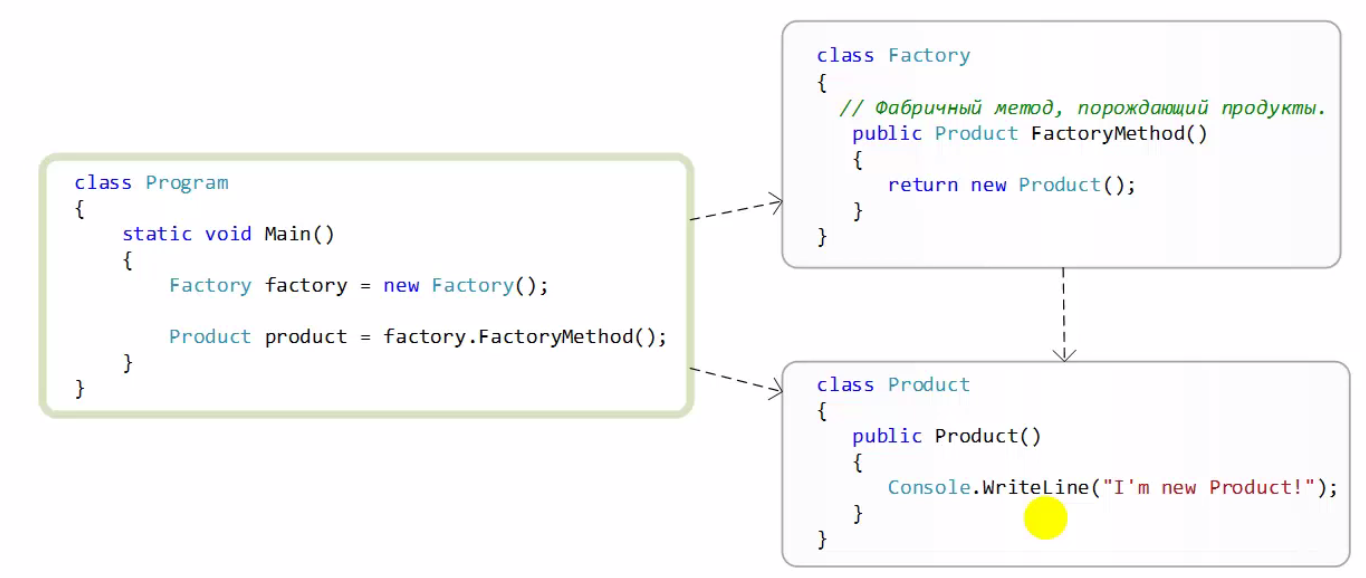 class Program
{
static void Main()
{
Factory factory = new Factory();
Product product = factory.FactoryMethod();
}
}
class Factory
{
// Фабричный метод, порождающий продукты.
public Product FactoryMethod()
{
return new Product();
}
}
class Product
{
public Product()
{
Console.WriteLine("I'm new Product!");
}
}